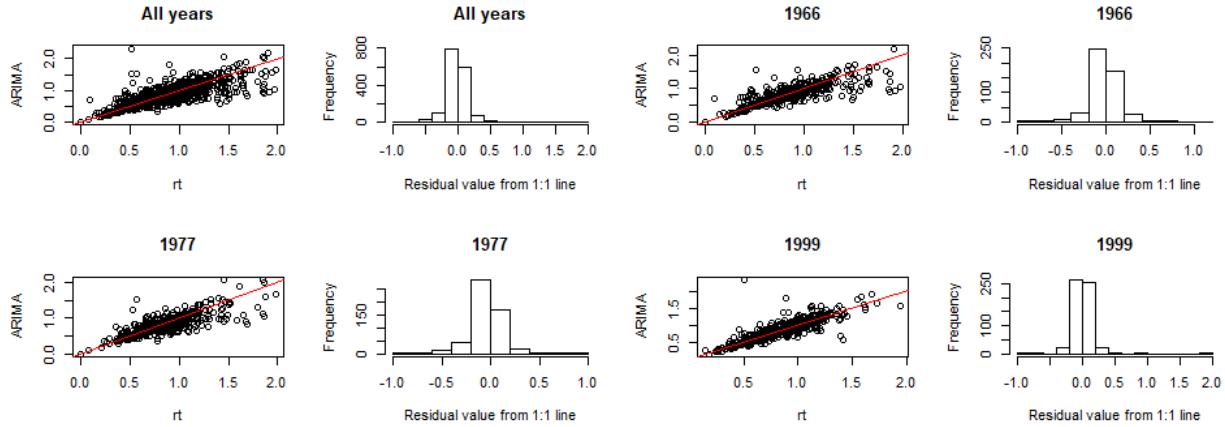 All years
ARIMA
0.0 1.0 2.0
0.0 0.5 1.0 1.5 2.0
rt
All years
Frequency
0 400 800
-1.0 0.0 0.5 1.0 1.5 2.0
Residual value from 1:1 line
1966
ARIMA
0.0 1.0 2.0
0.0 0.5 1.0 1.5 2.0
rt
1966
Frequency
0 100 250
-1.0 -0.5 0.0 0.5 1.0
Residual value from 1:1 line
1977
ARIMA
0.0 1.0 2.0
0.0 0.5 1.0 1.5 2.0
rt
1977
Frequency
0 150
-1.0 -0.5 0.0 0.5 1.0
Residual value from 1:1 line
1999
ARIMA
0.5 1.5
0.5 1.0 1.5 2.0
rt
1999
Frequency
0 100 250
-1.0 0.0 0.5 1.0 1.5 2.0
Residual value from 1:1 line